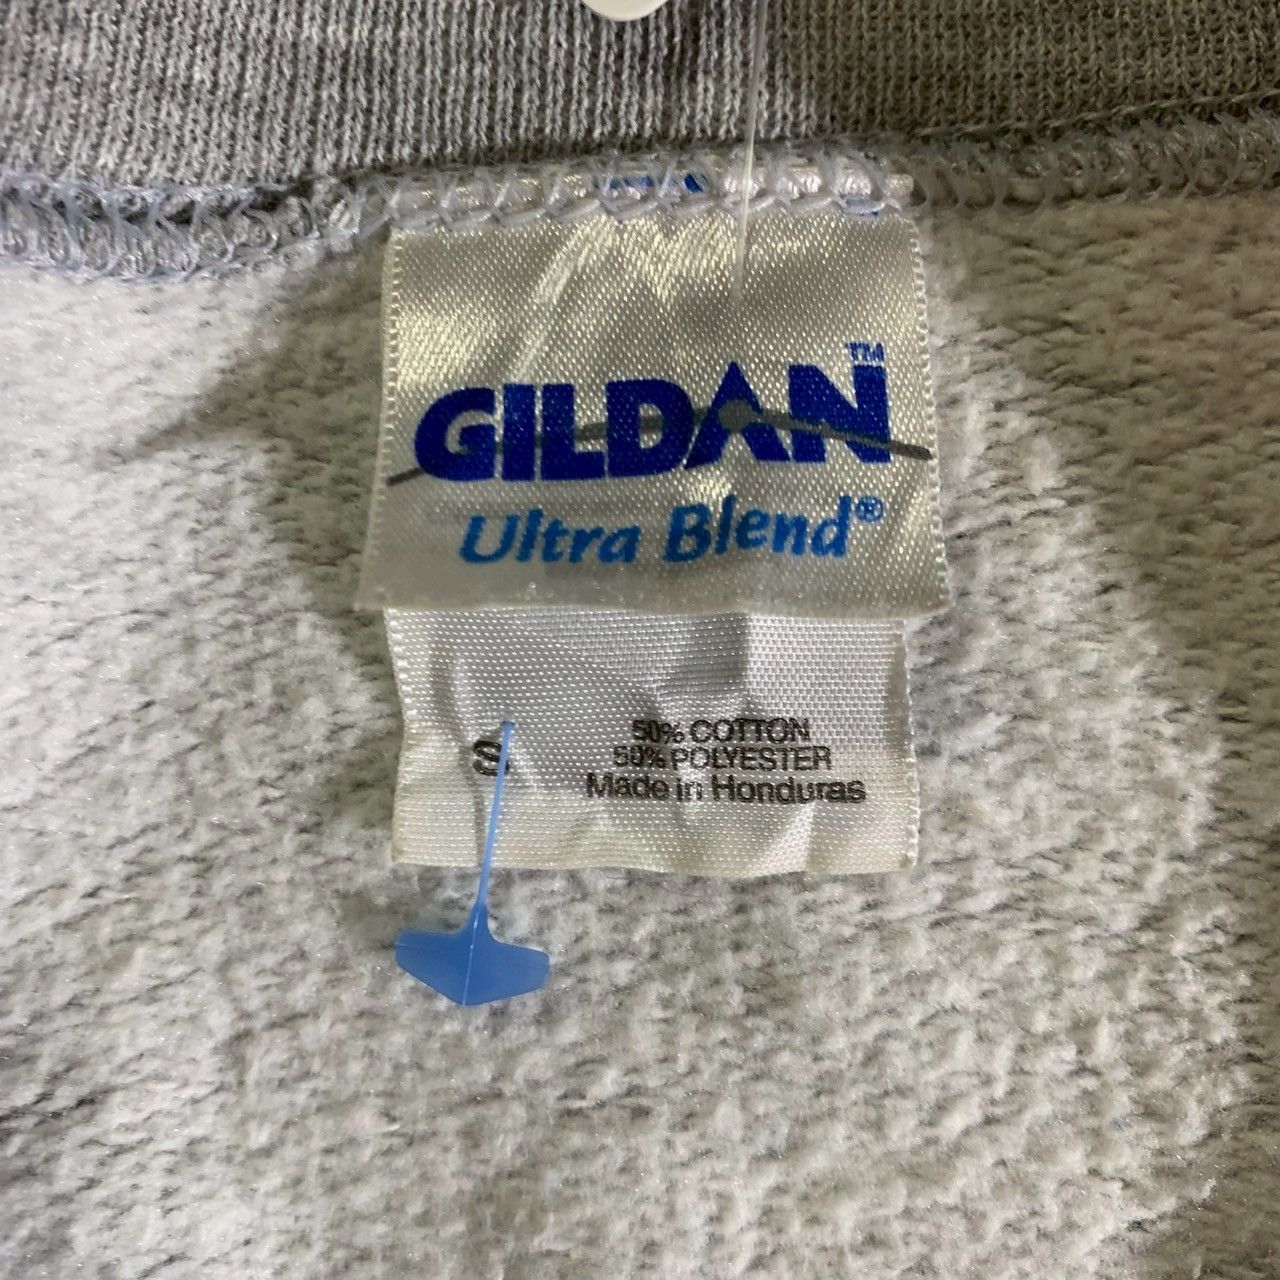 GILDAN™
Ultra Blend®
S
50% COTTON
50% POLYESTER
Made in Honduras